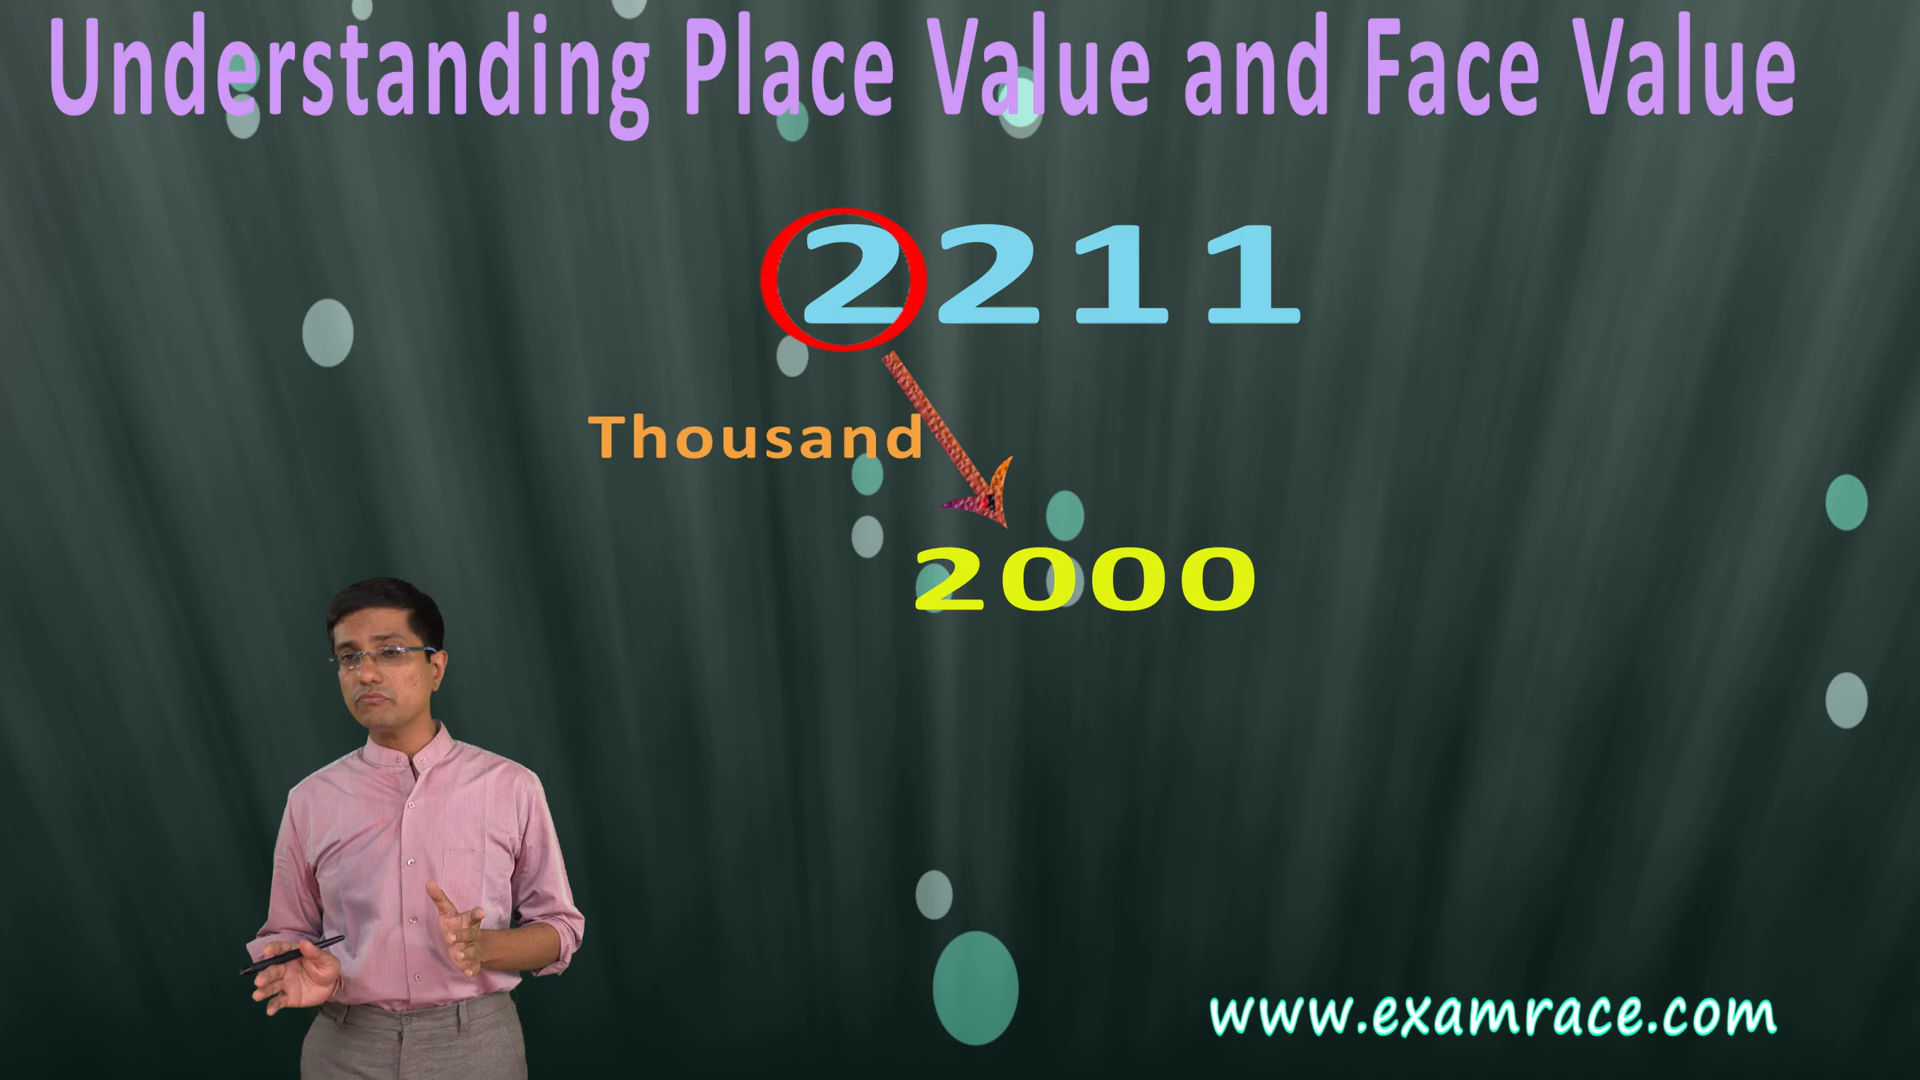 Understanding Place Value and Face Value
2211
Thousand
2000
www.examrace.com